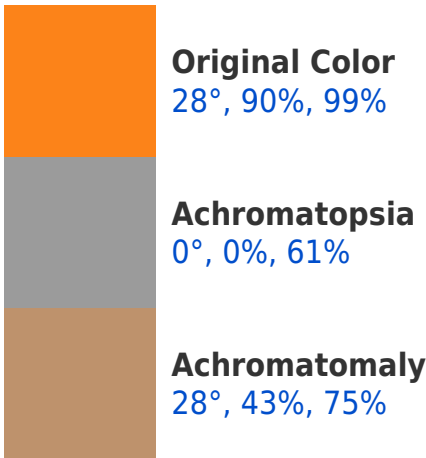 Original Color
28°, 90%, 99%
Achromatopsia
0°, 0%, 61%
Achromatomaly
28°, 43%, 75%